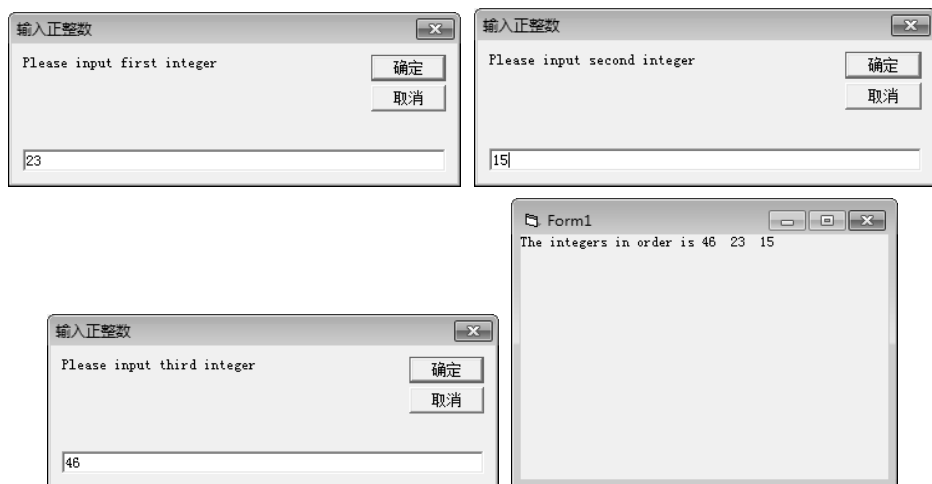 输入正整数
Please input first integer
确定
取消
23
输入正整数
Please input second integer
确定
取消
15
输入正整数
Please input third integer
确定
取消
46
Form1
The integers in order is 46 23 15